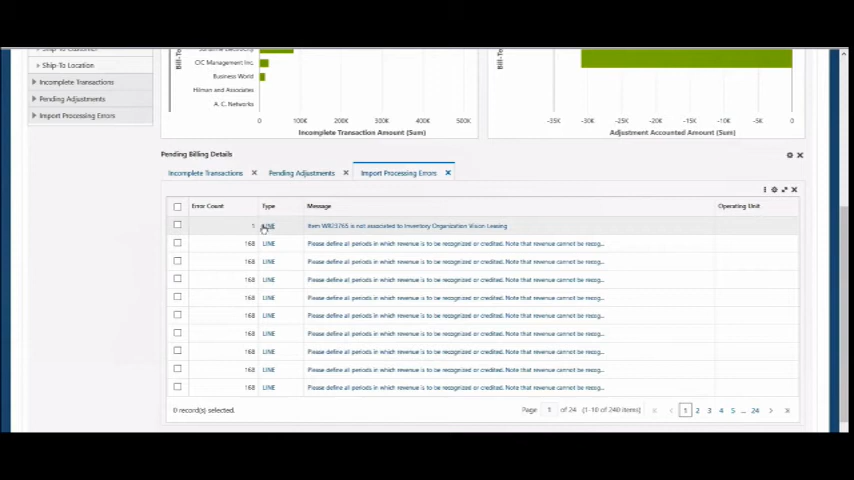 Ship-To Customer
Ship-To Location
Incomplete Transactions
Pending Adjustments
Import Processing Errors
Bill-To
CIC Management Inc.
Business World
Hilman and Associates
A. C. Networks
0 100K 200K 300K 400K 500K
Incomplete Transaction Amount (Sum)
Bill-To
-35K -30K -25K -20K -15K -10K -5K 0
Adjustment Accounted Amount (Sum)
Pending Billing Details
Incomplete Transactions Pending Adjustments Import Processing Errors
Error Count Type Message Operating Unit
1 LINE Item WR23765 is not associated to Inventory Organization Vision Leasing
168 LINE Please define all periods in which revenue is to be recognized or credited. Note that revenue cannot be recog...
168 LINE Please define all periods in which revenue is to be recognized or credited. Note that revenue cannot be recog...
168 LINE Please define all periods in which revenue is to be recognized or credited. Note that revenue cannot be recog...
168 LINE Please define all periods in which revenue is to be recognized or credited. Note that revenue cannot be recog...
168 LINE Please define all periods in which revenue is to be recognized or credited. Note that revenue cannot be recog...
168 LINE Please define all periods in which revenue is to be recognized or credited. Note that revenue cannot be recog...
168 LINE Please define all periods in which revenue is to be recognized or credited. Note that revenue cannot be recog...
168 LINE Please define all periods in which revenue is to be recognized or credited. Note that revenue cannot be recog...
168 LINE Please define all periods in which revenue is to be recognized or credited. Note that revenue cannot be recog...
0 record(s) selected. Page 1 of 24 (1-10 of 240 items) 1 2 3 4 5 ... 24